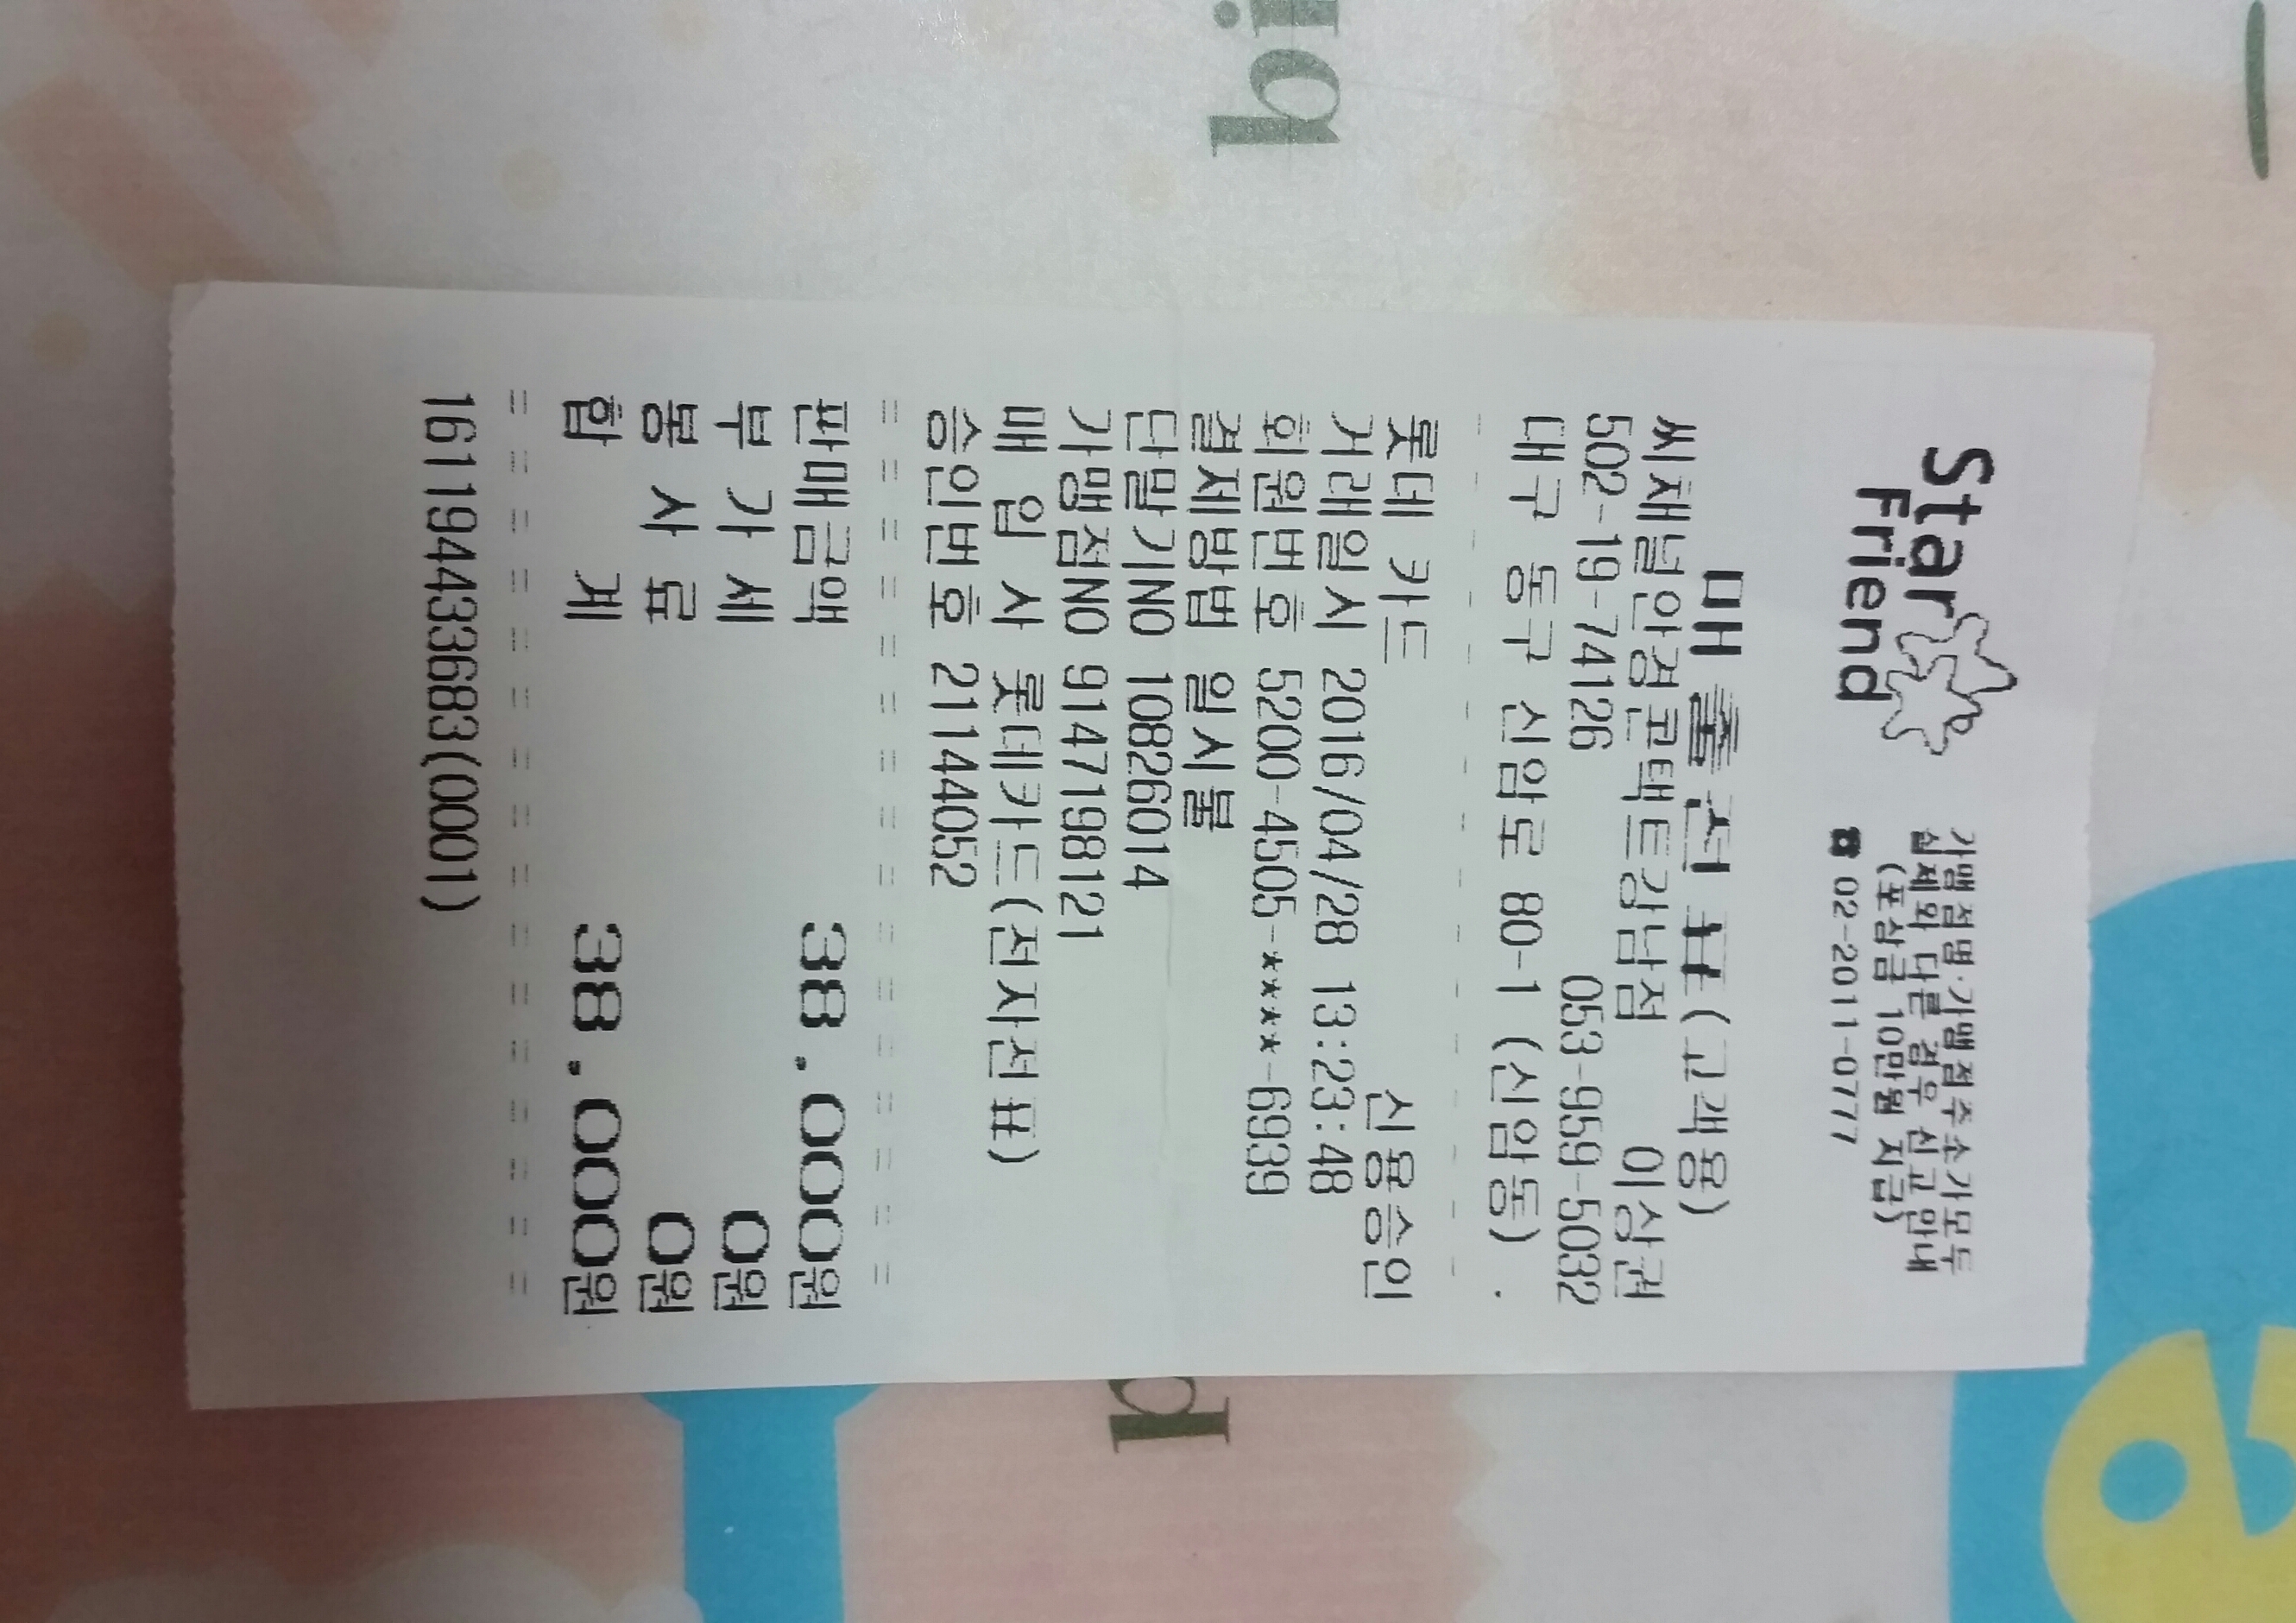 Star
Friend
가맹점명·가맹점주소가모두
실제와 다른 경우 신고안내
(포상금 10만원 지급)
☎ 02-2011-0777
매 출 전 표(고객용)
씨채널안경콘택트강남점 이상권
502-19-74126 053-959-5032
대구 동구 신암로 80-1 (신암동) .
롯데 카드 신용승인
거래일시 2016/04/28 13:23:48
회원번호 5200-4505-****-6939
결제방법 일시불
단말기NO 10826014
가맹점NO 9147198121
매 입 사 롯데카드(전자전표)
승인번호 21144052
판매금액 38.000원
부 가 세 0원
봉 사 료 0원
합 계 38.000원
161194433683(0001)
bi